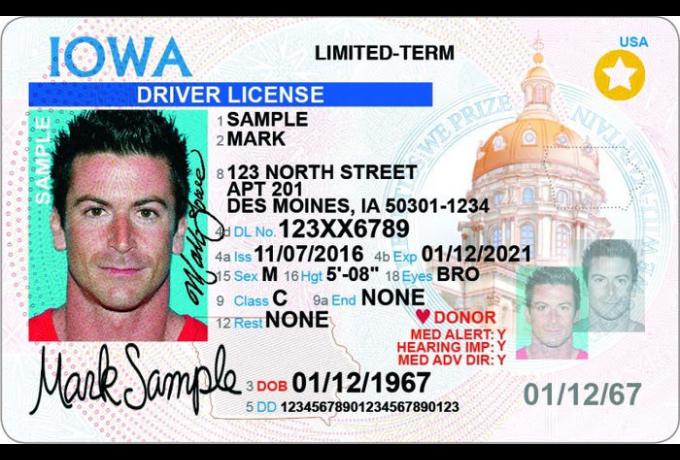 IOWA
LIMITED-TERM
USA
DRIVER LICENSE
SAMPLE
1 SAMPLE
2 MARK
8 123 NORTH STREET
APT 201
DES MOINES, IA 50301-1234
4d DL No. 123XX6789
4a Iss 11/07/2016 4b Exp 01/12/2021
15 Sex M 16 Hgt 5'-08" 18 Eyes BRO
9 Class C 9a End NONE
12 Rest NONE
♥ DONOR
MED ALERT: Y
HEARING IMP: Y
MED ADV DIR: Y
Mark Sample
3 DOB 01/12/1967
5 DD 12345678901234567890123
01/12/67